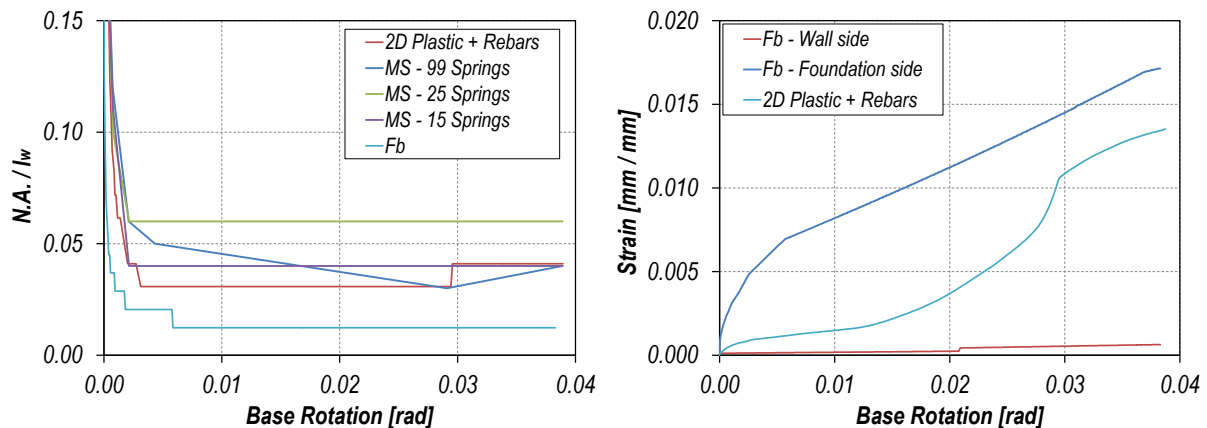 N.A. / lw
0.15
0.10
0.05
0.00
2D Plastic + Rebars
MS - 99 Springs
MS - 25 Springs
MS - 15 Springs
Fb
0.00 0.01 0.02 0.03 0.04
Base Rotation [rad]
Strain [mm / mm]
0.020
0.015
0.010
0.005
0.000
Fb - Wall side
Fb - Foundation side
2D Plastic + Rebars
0.00 0.01 0.02 0.03 0.04
Base Rotation [rad]